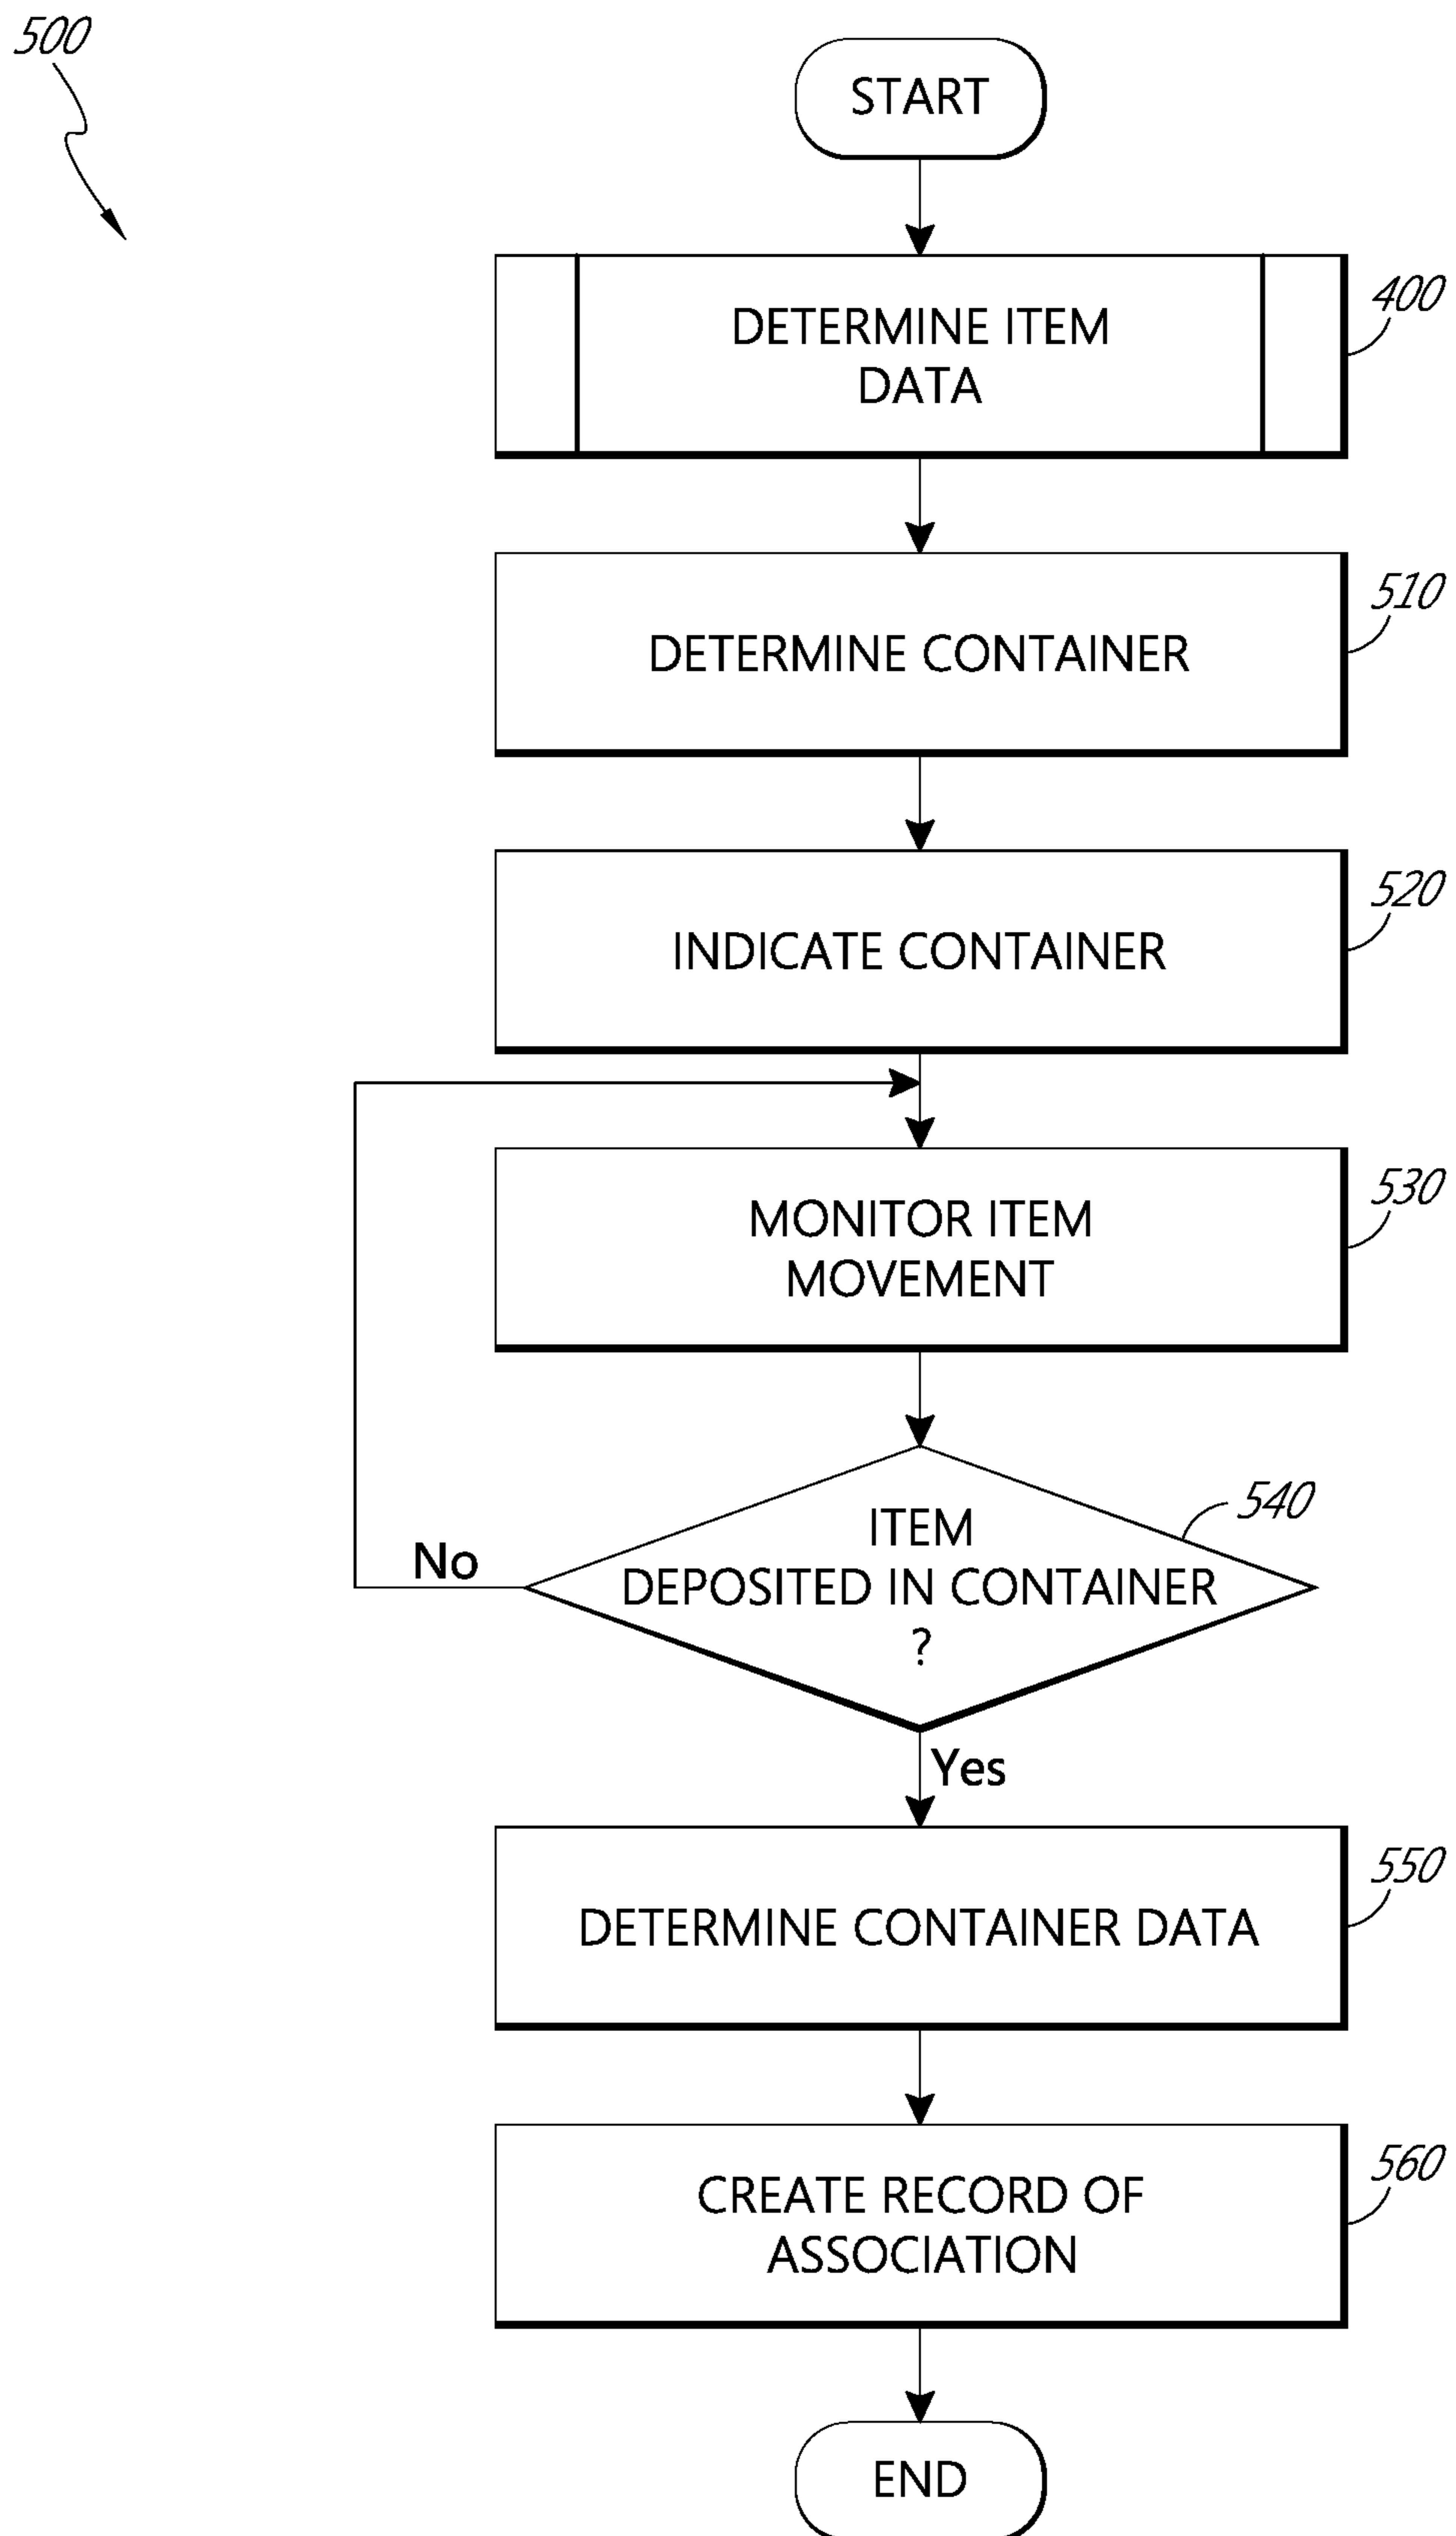 500
START
DETERMINE ITEM
DATA
400
DETERMINE CONTAINER
510
INDICATE CONTAINER
520
MONITOR ITEM
MOVEMENT
530
ITEM
DEPOSITED IN CONTAINER
?
540
No
Yes
DETERMINE CONTAINER DATA
550
CREATE RECORD OF
ASSOCIATION
560
END